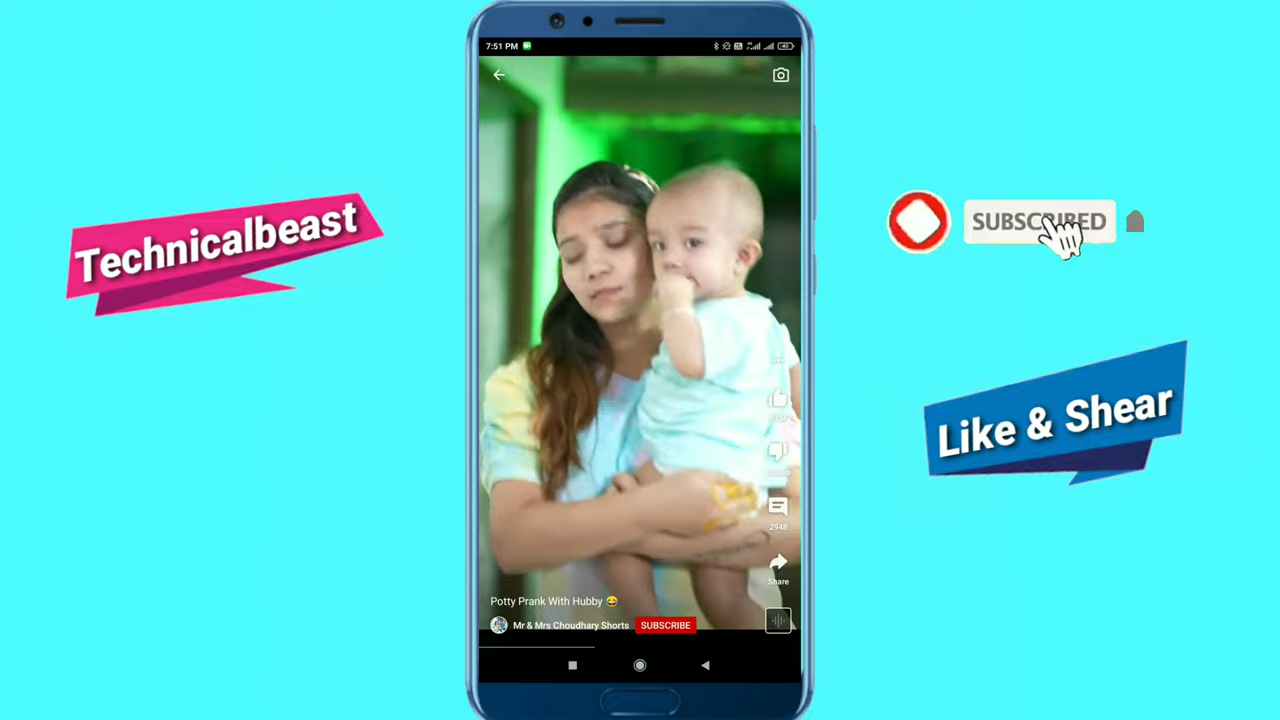 7:51 PM
Technicalbeast
SUBSCRIBED
Like & Shear
2948
Share
Potty Prank With Hubby 😂
Mr & Mrs Choudhary Shorts
SUBSCRIBE